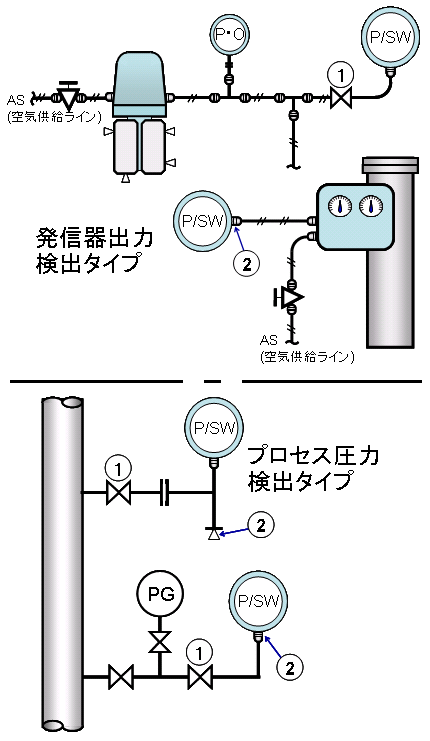 P・O
P/SW
1
AS
(空気供給ライン)
P/SW
発信器出力
検出タイプ
2
AS
(空気供給ライン)
P/SW
プロセス圧力
検出タイプ
1
2
PG
P/SW
1
2